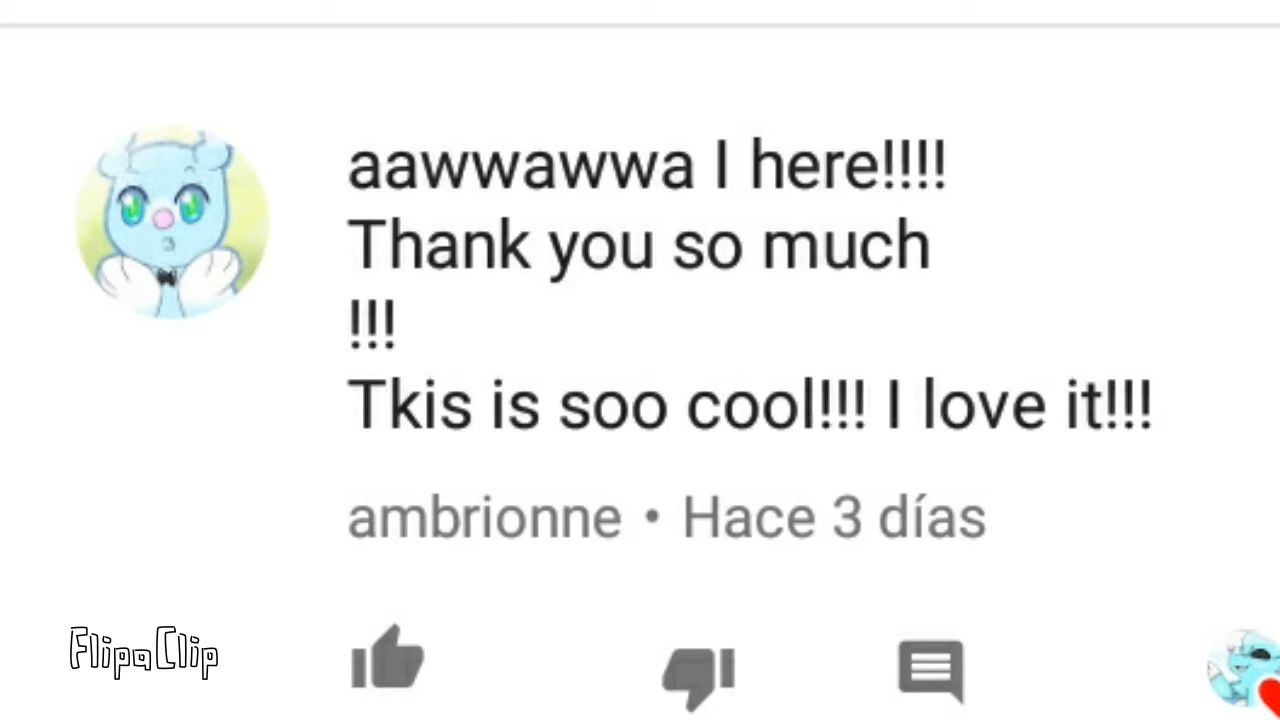 aawwawwa I here!!!!
Thank you so much
!!!
Tkis is soo cool!!! I love it!!!
ambrionne • Hace 3 días
FlipaClip